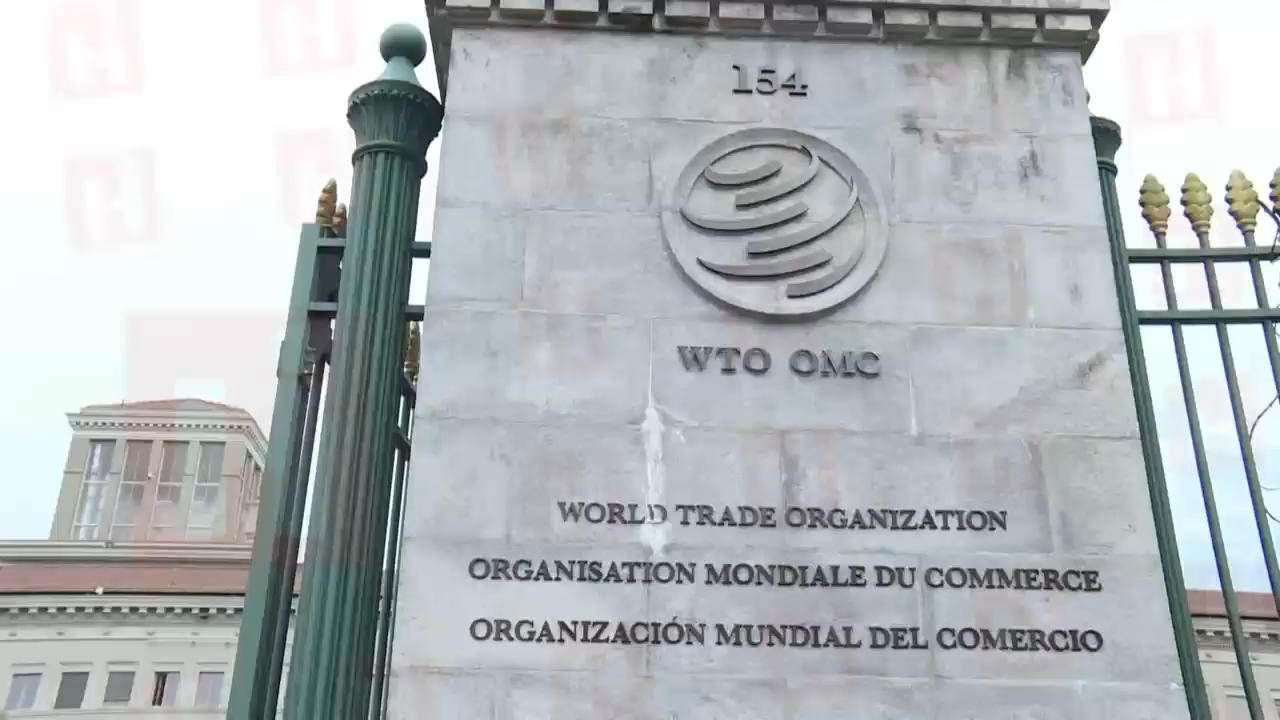 154
WTO OMC
WORLD TRADE ORGANIZATION
ORGANISATION MONDIALE DU COMMERCE
ORGANIZACIÓN MUNDIAL DEL COMERCIO